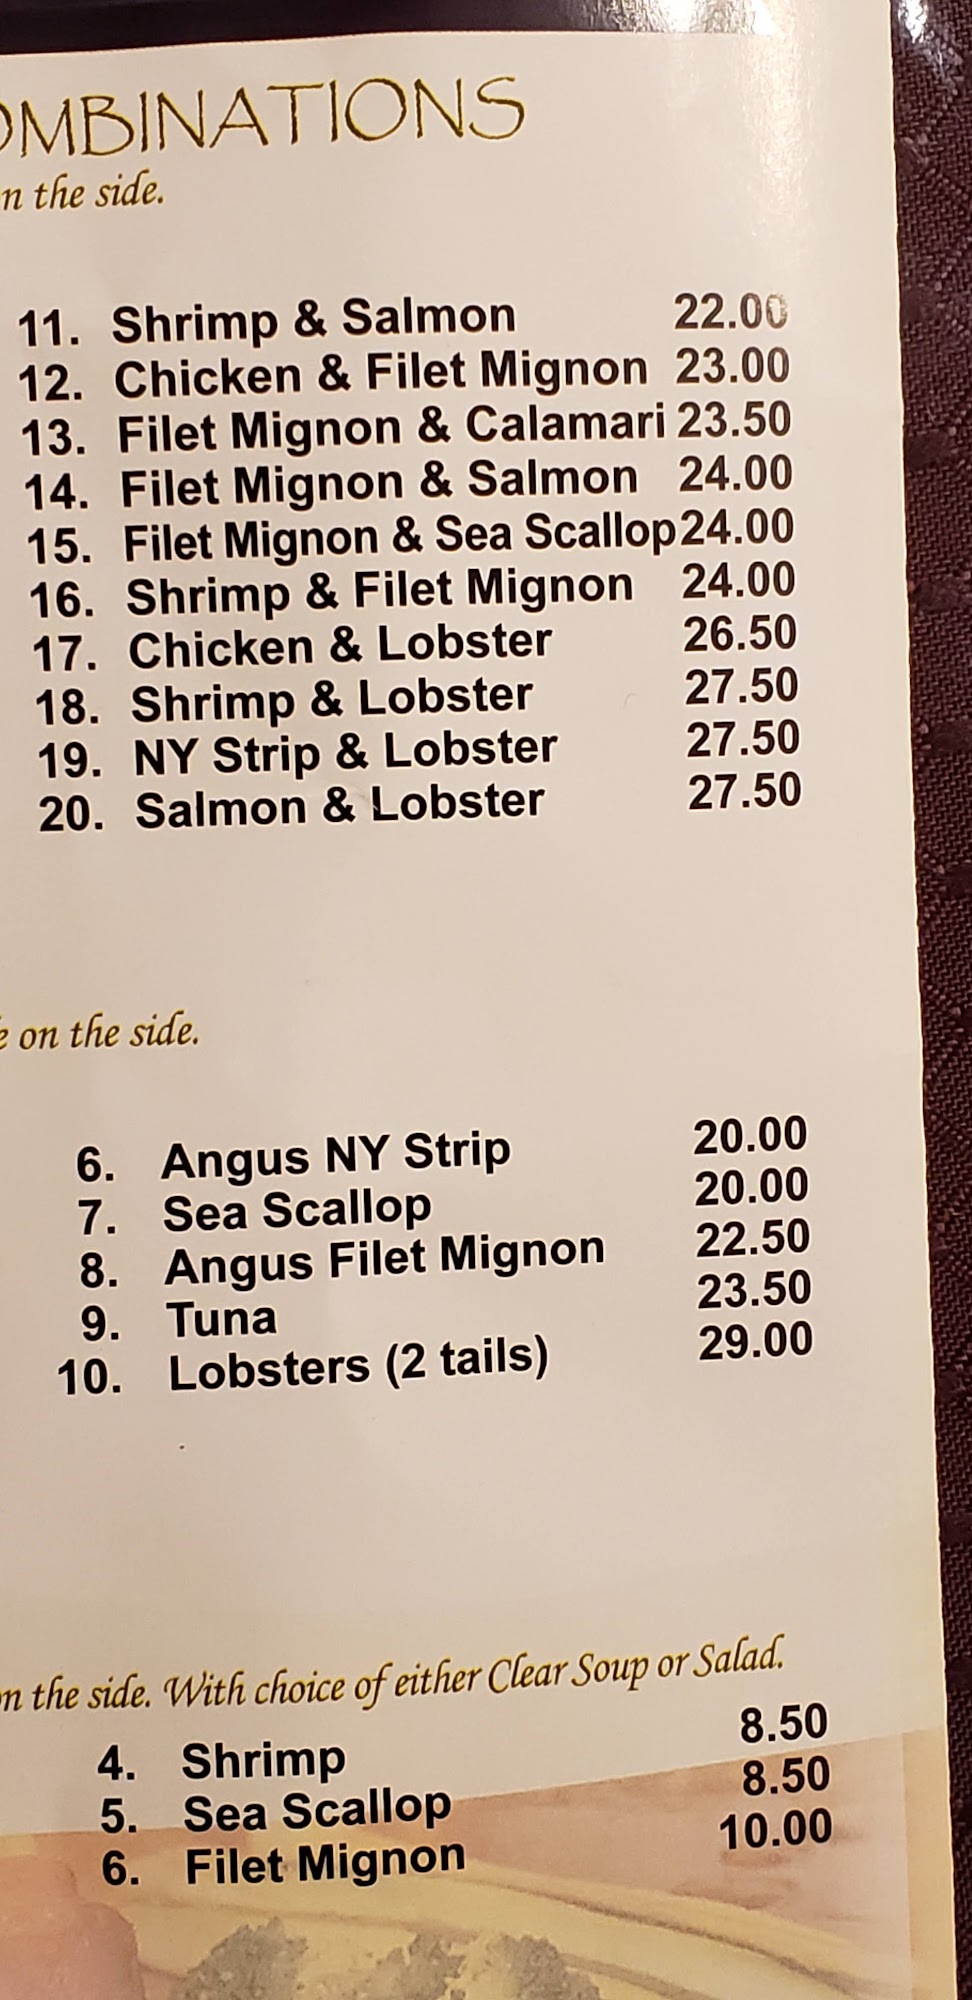 OMBINATIONS
n the side.
11. Shrimp & Salmon 22.00
12. Chicken & Filet Mignon 23.00
13. Filet Mignon & Calamari 23.50
14. Filet Mignon & Salmon 24.00
15. Filet Mignon & Sea Scallop 24.00
16. Shrimp & Filet Mignon 24.00
17. Chicken & Lobster 26.50
18. Shrimp & Lobster 27.50
19. NY Strip & Lobster 27.50
20. Salmon & Lobster 27.50
e on the side.
6. Angus NY Strip 20.00
7. Sea Scallop 20.00
8. Angus Filet Mignon 22.50
9. Tuna 23.50
10. Lobsters (2 tails) 29.00
on the side. With choice of either Clear Soup or Salad.
4. Shrimp 8.50
5. Sea Scallop 8.50
6. Filet Mignon 10.00